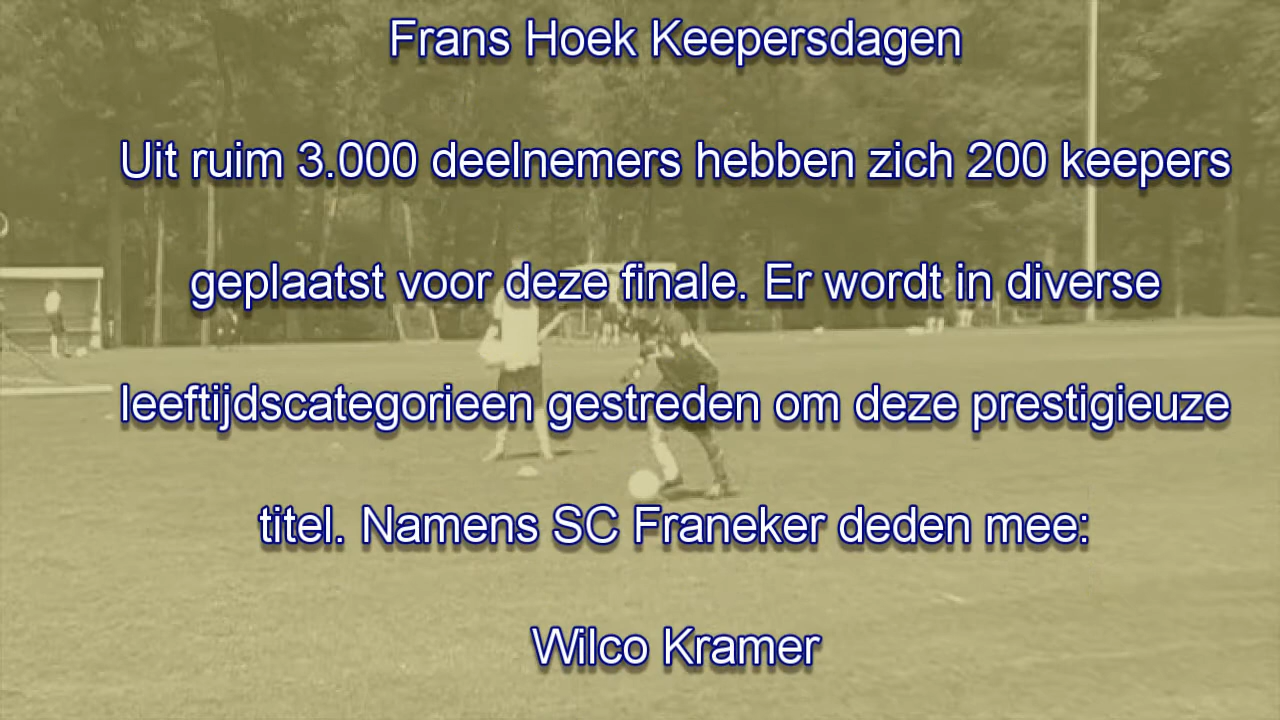 Frans Hoek Keepersdagen
Uit ruim 3.000 deelnemers hebben zich 200 keepers
geplaatst voor deze finale. Er wordt in diverse
leeftijdscategorieen gestreden om deze prestigieuze
titel. Namens SC Franeker deden mee:
Wilco Kramer